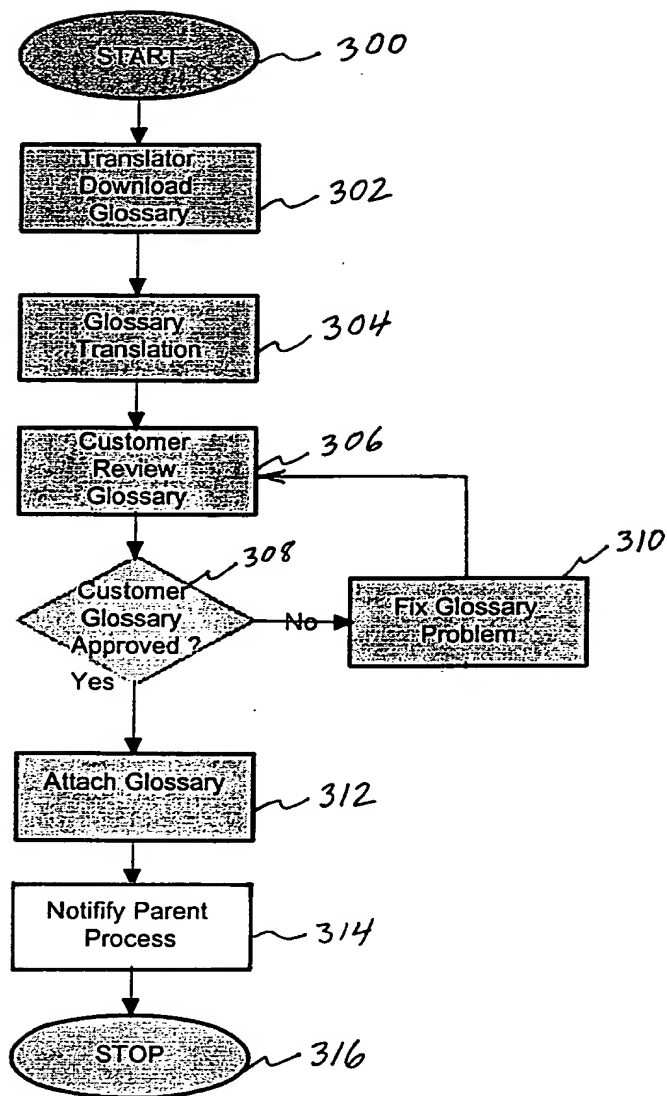 START
300
Translator
Download
Glossary
302
Glossary
Translation
304
Customer
Review
Glossary
306
308
Customer
Glossary
Approved ?
No
310
Fix Glossary
Problem
Yes
Attach Glossary
312
Notifify Parent
Process
314
STOP
316